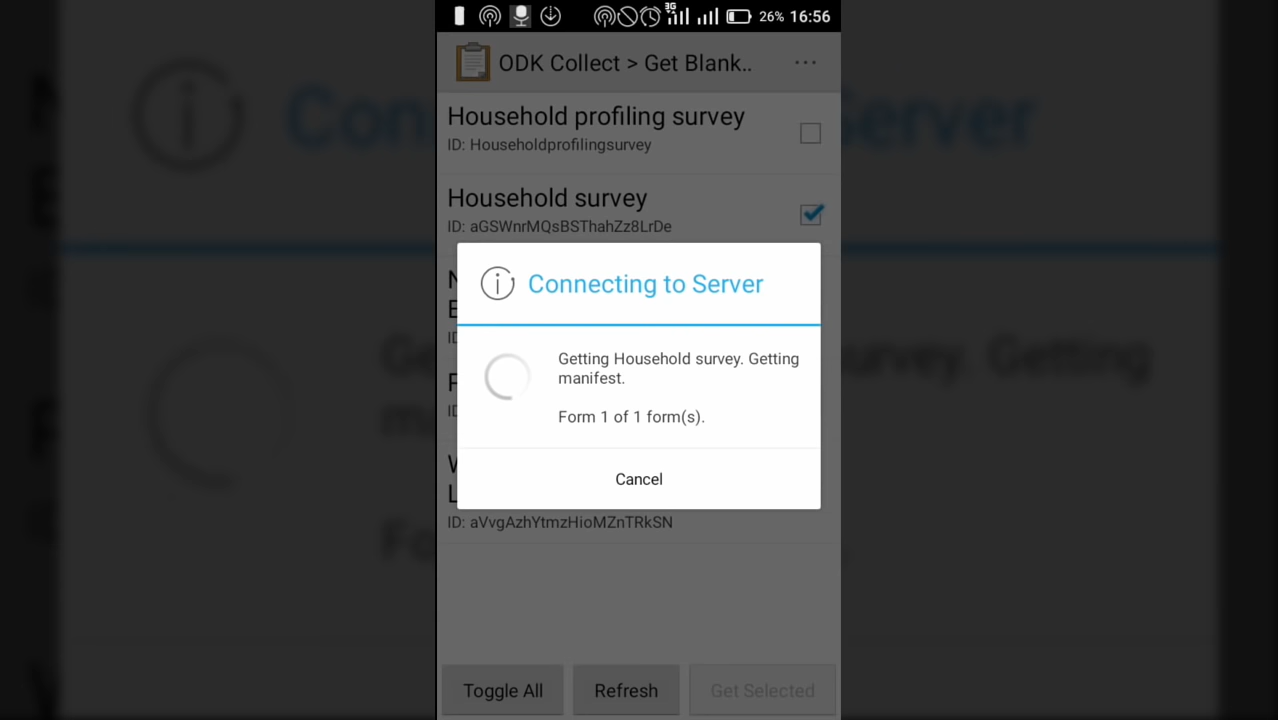 3G
26% 16:56
ODK Collect > Get Blank..
Household profiling survey
ID: Householdprofilingsurvey
Household survey
ID: aGSWnrMQsBSThahZz8LrDe
Connecting to Server
Getting Household survey. Getting
manifest.
Form 1 of 1 form(s).
Cancel
ID: aVvgAzhYtmzHioMZnTRkSN
Toggle All
Refresh
Get Selected